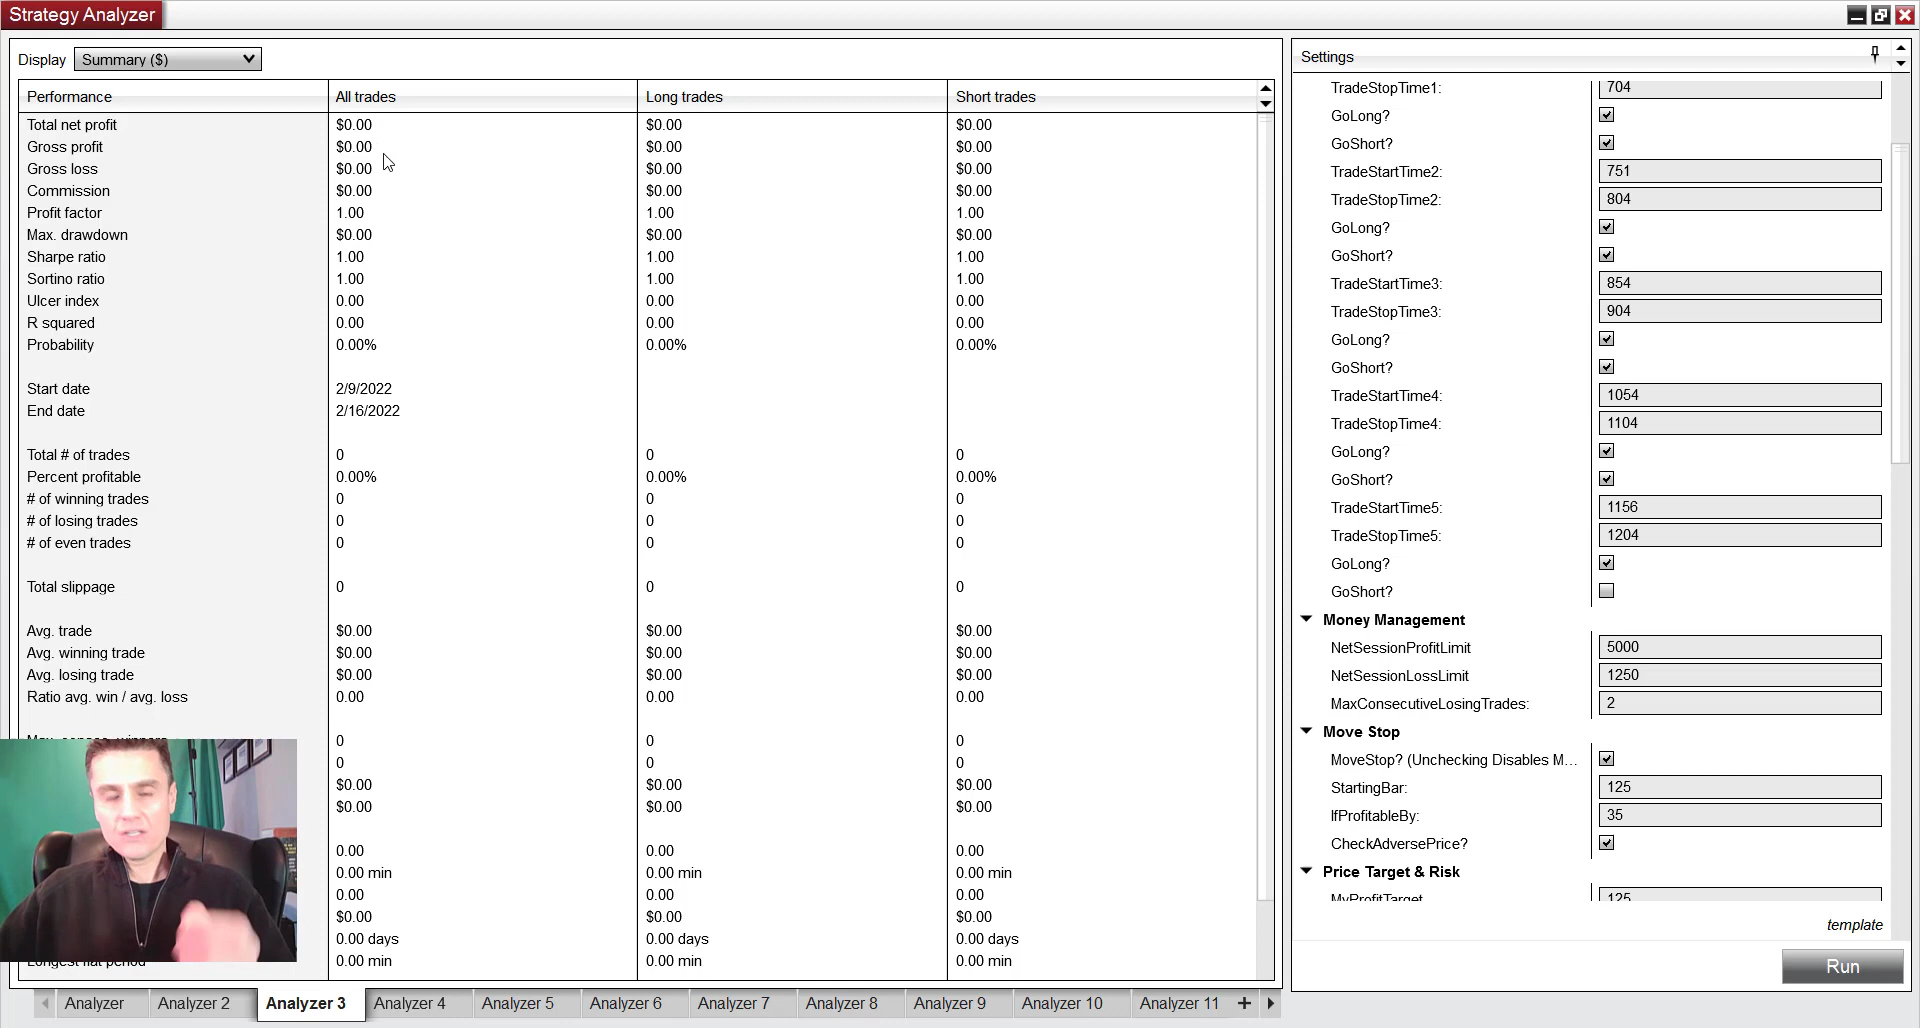 Strategy Analyzer
Display Summary ($)
Performance All trades Long trades Short trades
Total net profit $0.00 $0.00 $0.00
Gross profit $0.00 $0.00 $0.00
Gross loss $0.00 $0.00 $0.00
Commission $0.00 $0.00 $0.00
Profit factor 1.00 1.00 1.00
Max. drawdown $0.00 $0.00 $0.00
Sharpe ratio 1.00 1.00 1.00
Sortino ratio 1.00 1.00 1.00
Ulcer index 0.00 0.00 0.00
R squared 0.00 0.00 0.00
Probability 0.00% 0.00% 0.00%
Start date 2/9/2022
End date 2/16/2022
Total # of trades 0 0 0
Percent profitable 0.00% 0.00% 0.00%
# of winning trades 0 0 0
# of losing trades 0 0 0
# of even trades 0 0 0
Total slippage 0 0 0
Avg. trade $0.00 $0.00 $0.00
Avg. winning trade $0.00 $0.00 $0.00
Avg. losing trade $0.00 $0.00 $0.00
Ratio avg. win / avg. loss 0.00 0.00 0.00
0 0 0
0 0 0
$0.00 $0.00 $0.00
$0.00 $0.00 $0.00
0.00 0.00 0.00
0.00 min 0.00 min 0.00 min
0.00 0.00 0.00
$0.00 $0.00 $0.00
0.00 days 0.00 days 0.00 days
Longest flat period 0.00 min 0.00 min 0.00 min
Analyzer Analyzer 2 Analyzer 3 Analyzer 4 Analyzer 5 Analyzer 6 Analyzer 7 Analyzer 8 Analyzer 9 Analyzer 10 Analyzer 11 +
Settings
TradeStopTime1: 704
GoLong?
GoShort?
TradeStartTime2: 751
TradeStopTime2: 804
GoLong?
GoShort?
TradeStartTime3: 854
TradeStopTime3: 904
GoLong?
GoShort?
TradeStartTime4: 1054
TradeStopTime4: 1104
GoLong?
GoShort?
TradeStartTime5: 1156
TradeStopTime5: 1204
GoLong?
GoShort?
Money Management
NetSessionProfitLimit 5000
NetSessionLossLimit 1250
MaxConsecutiveLosingTrades: 2
Move Stop
MoveStop? (Unchecking Disables M...
StartingBar: 125
IfProfitableBy: 35
CheckAdversePrice?
Price Target & Risk
MyProfitTarget 125
template
Run